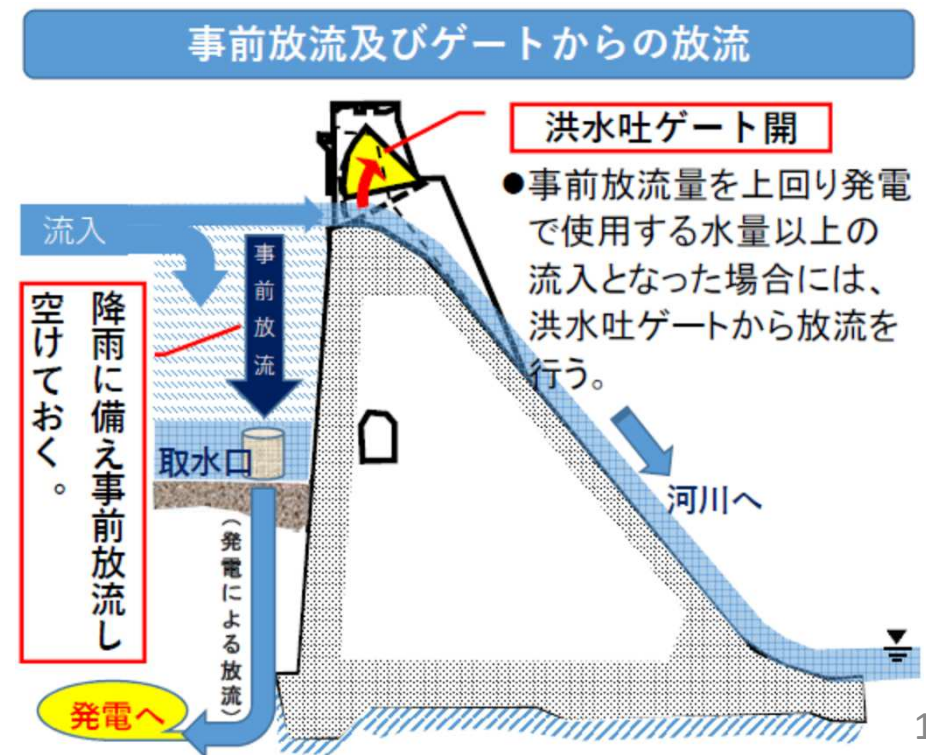 事前放流及びゲートからの放流
洪水吐ゲート開
●事前放流量を上回り発電
で使用する水量以上の
流入となった場合には、
洪水吐ゲートから放流を
行う。
流入
事前放流
降雨に備え事前放流し
空けておく。
取水口
(発電による放流)
発電へ
河川へ
1